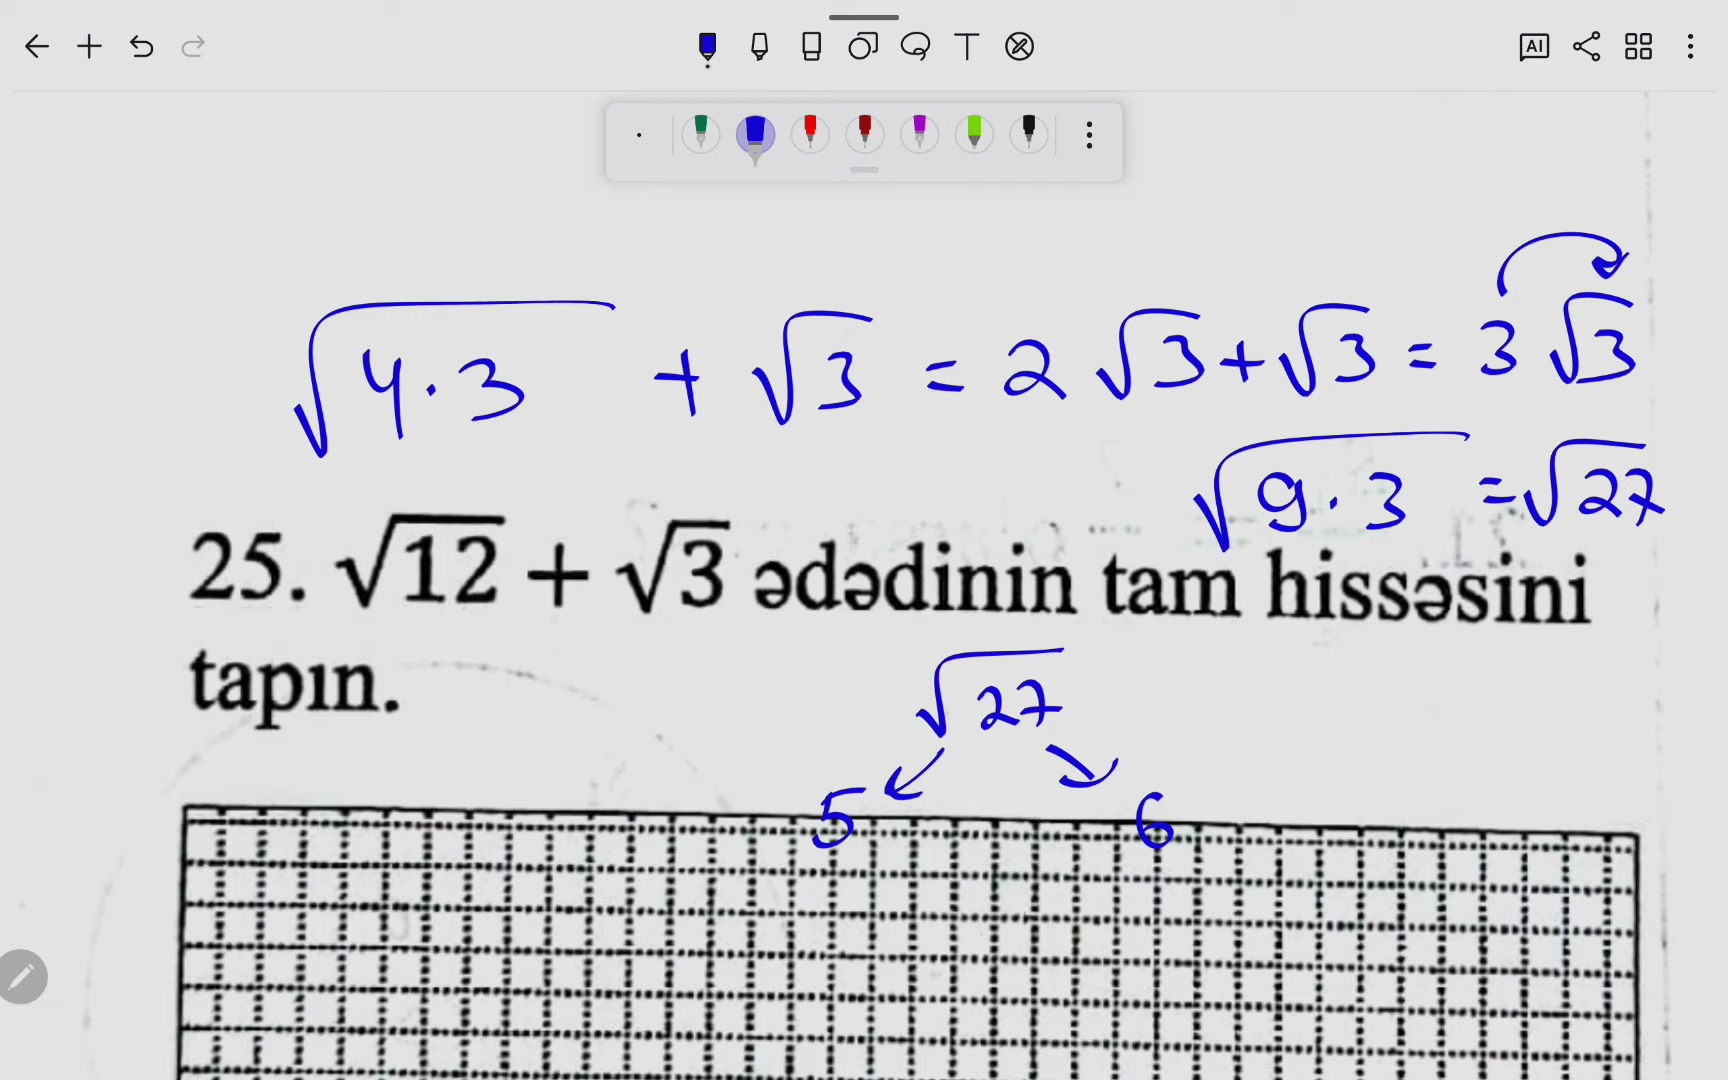 AI
T
√4·3 + √3 = 2√3+√3 = 3√3
√9·3 = √27
25. √12 + √3 ədədinin tam hissəsini
tapın.
√27
5 6